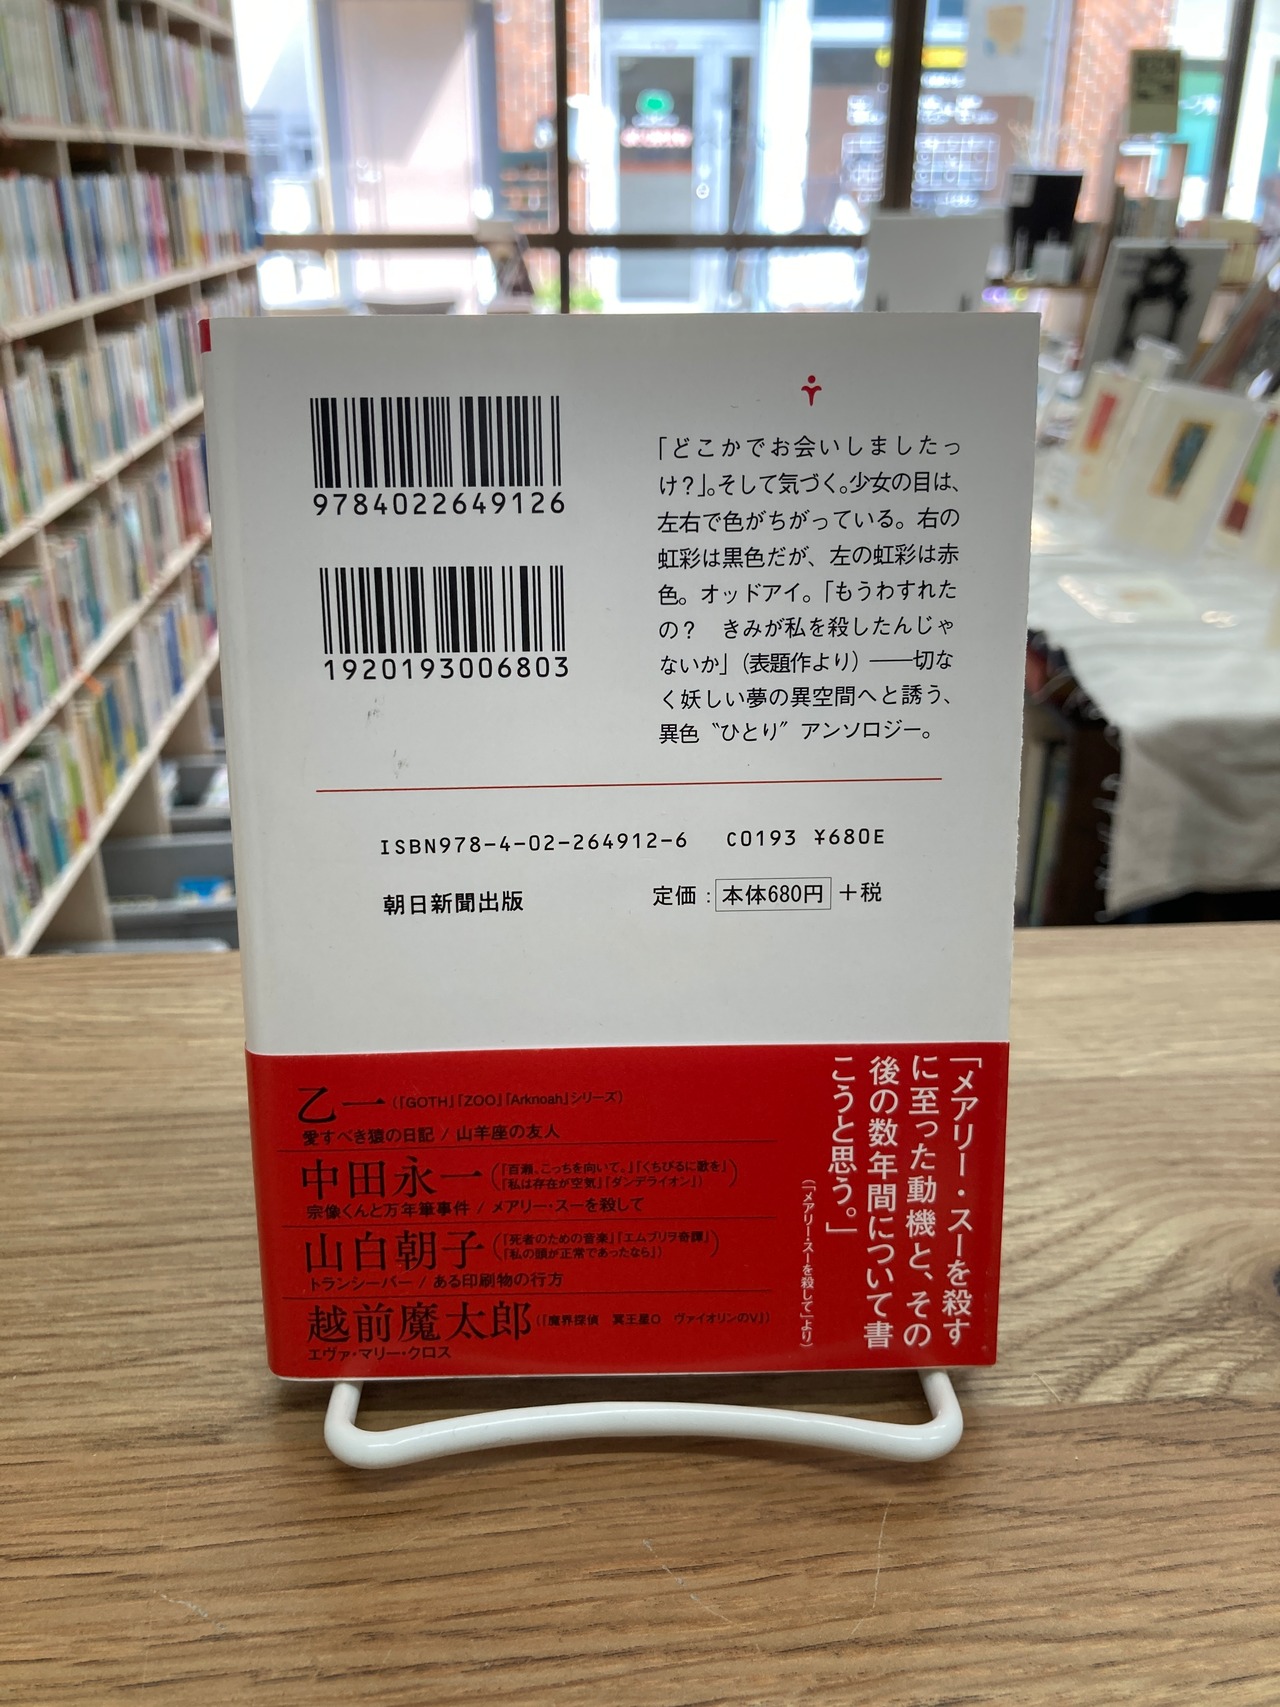 9784022649126
1920193006803
「どこかでお会いしましたっ
け？」。そして気づく。少女の目は、
左右で色がちがっている。右の
虹彩は黒色だが、左の虹彩は赤
色。オッドアイ。「もうわすれた
の？　きみが私を殺したんじゃ
ないか」（表題作より）――切な
く妖しい夢の異空間へと誘う、
異色〝ひとり〟アンソロジー。
ISBN978-4-02-264912-6　C0193 ¥680E
朝日新聞出版　定価：本体680円＋税
「メアリー・スーを殺す
に至った動機と、その
後の数年間について書
こうと思う。」
（「メアリー・スーを殺して」より）
乙一（『GOTH』『ZOO』『Arknoah』シリーズ）
愛すべき猿の日記 / 山羊座の友人
中田永一（『百瀬、こっちを向いて。』『くちびるに歌を』
『私は存在が空気』『ダンデライオン』）
宗像くんと万年筆事件 / メアリー・スーを殺して
山白朝子（『死者のための音楽』『エムブリヲ奇譚』
『私の頭が正常であったなら』）
トランシーバー / ある印刷物の行方
越前魔太郎（『魔界探偵　冥王星O　ヴァイオリンのV』）
エヴァ・マリー・クロス